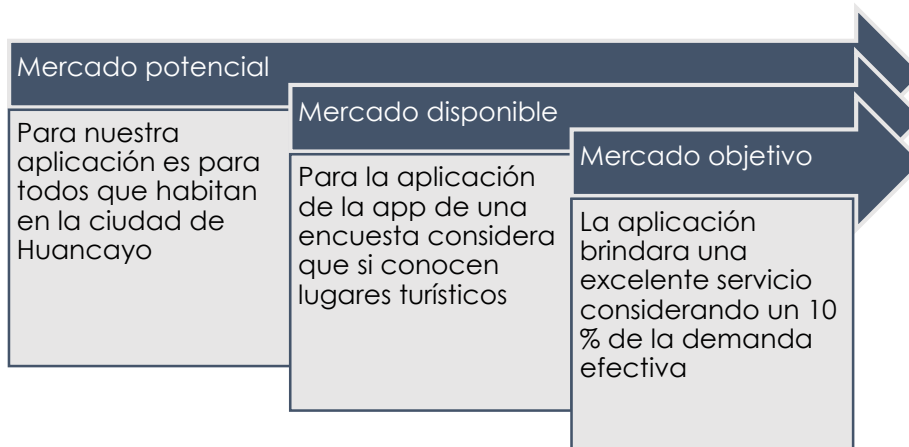 Mercado potencial
Para nuestra
aplicación es para
todos que habitan
en la ciudad de
Huancayo
Mercado disponible
Para la aplicación
de la app de una
encuesta considera
que si conocen
lugares turísticos
Mercado objetivo
La aplicación
brindara una
excelente servicio
considerando un 10
% de la demanda
efectiva